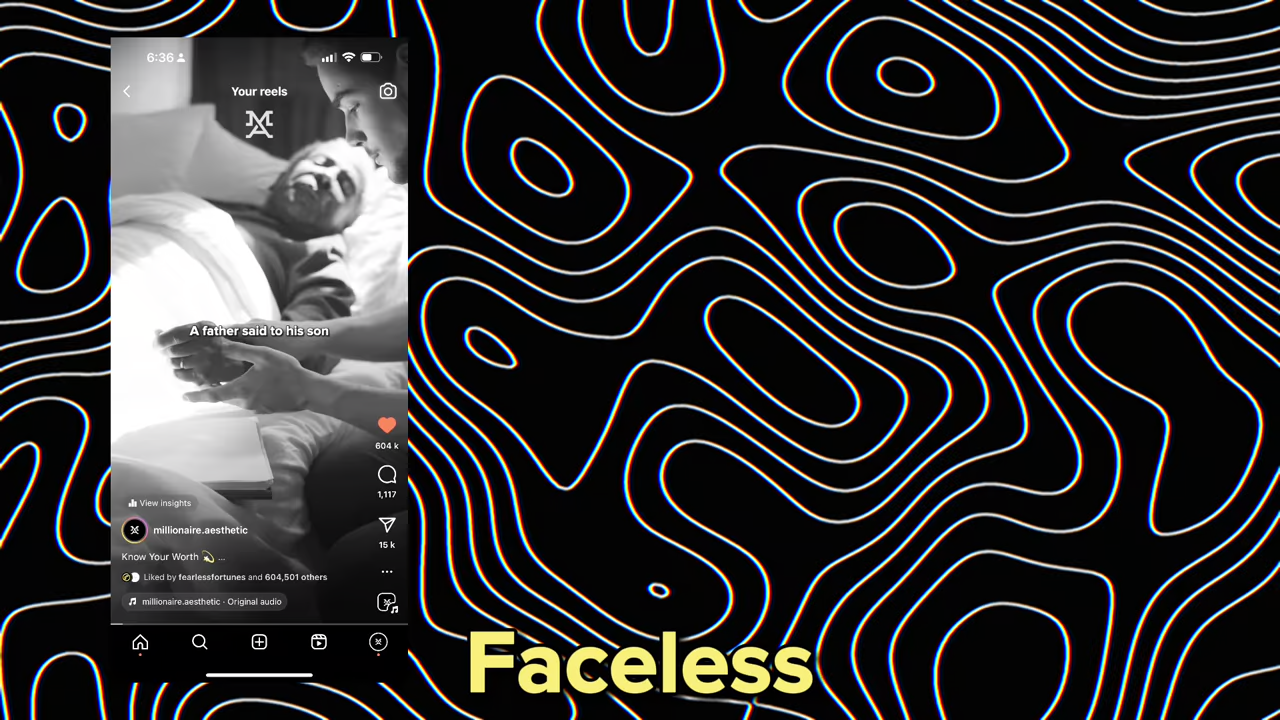 6:36
Your reels
A father said to his son
604 k
1,117
15 k
View insights
millionaire.aesthetic
Know Your Worth 💫 ...
Liked by fearlessfortunes and 604,501 others
millionaire.aesthetic · Original audio
Faceless